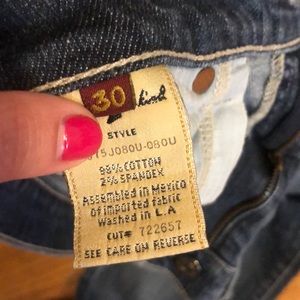 30
STYLE
98% COTTON
2% SPANDEX
Assembled in Mexico
of imported fabric
Washed in L.A
CUT# 722657
SEE CARE ON REVERSE